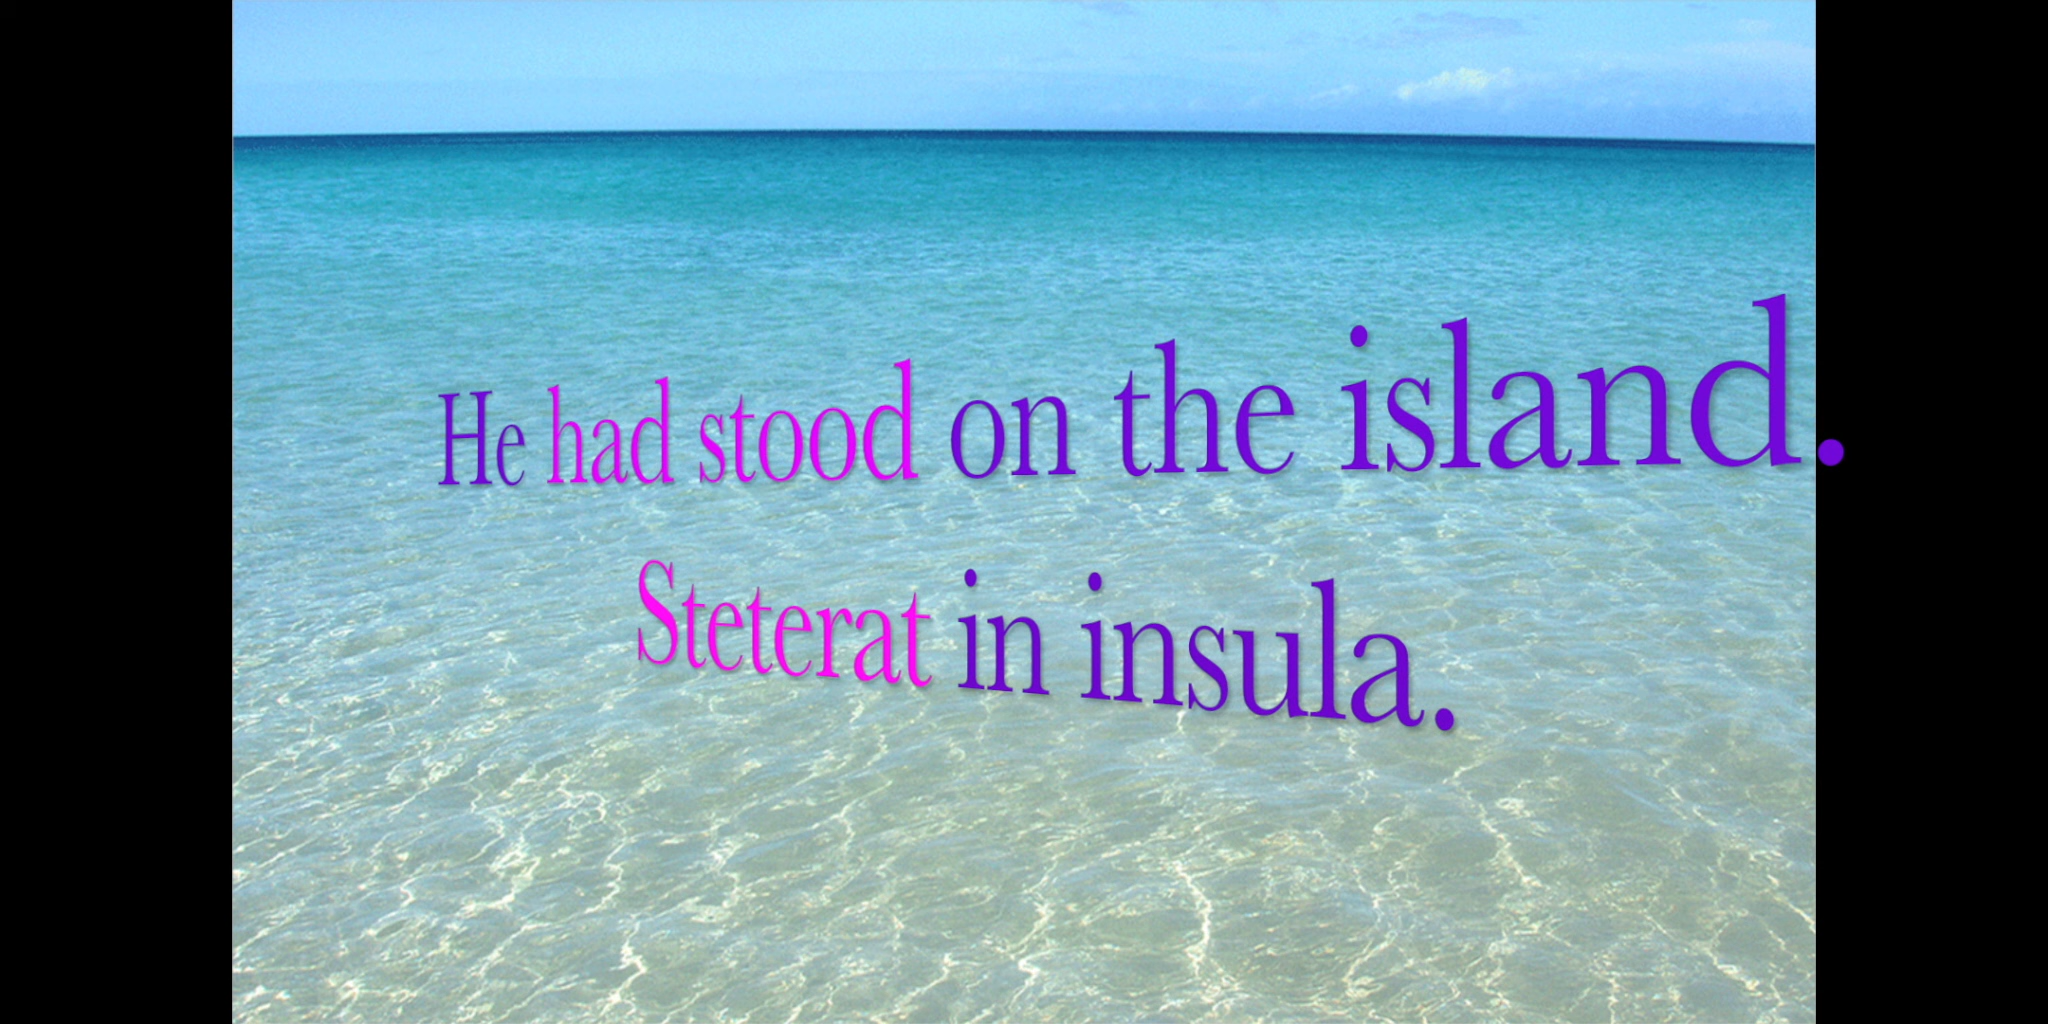 He had stood on the island.
Steterat in insula.